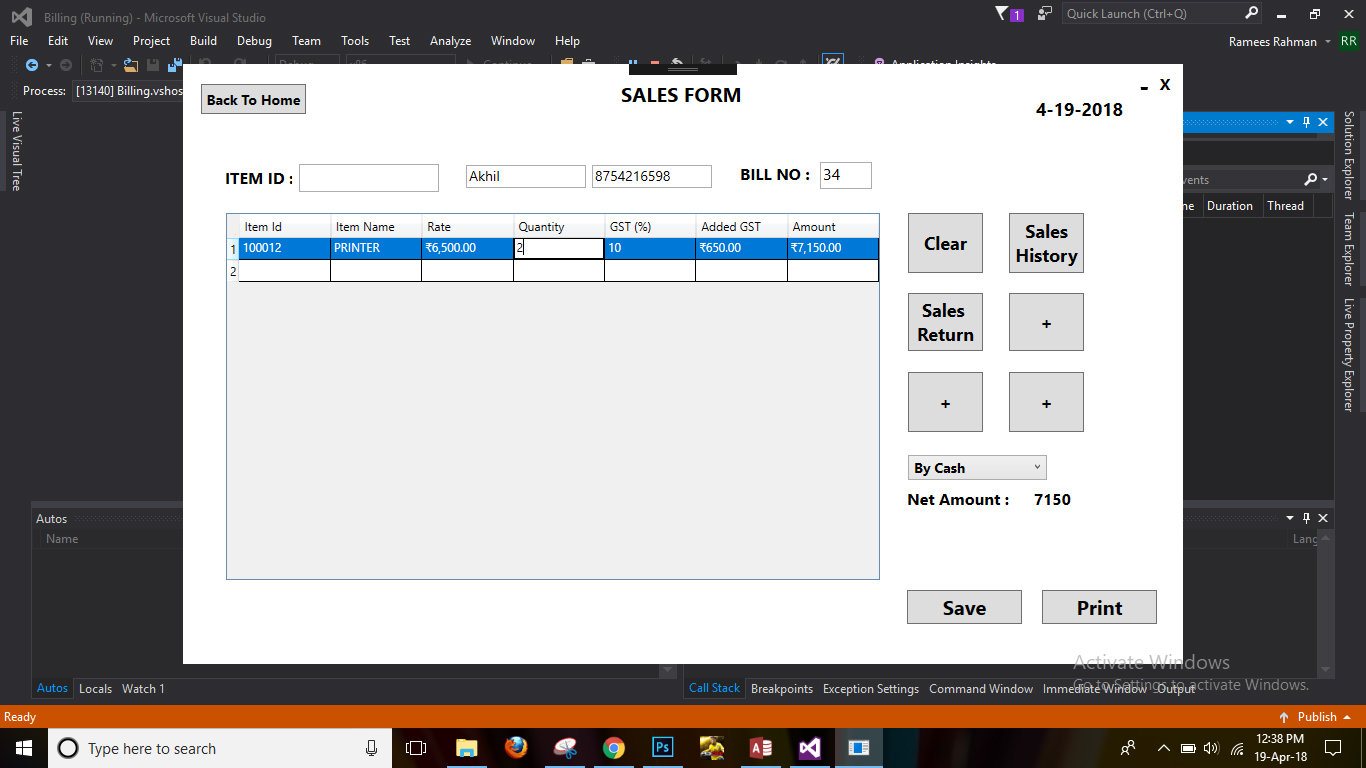 Billing (Running) - Microsoft Visual Studio
1
Quick Launch (Ctrl+Q)
File Edit View Project Build Debug Team Tools Test Analyze Window Help
Ramees Rahman RR
Process: [13140] Billing.vshos
Live Visual Tree
Back To Home
SALES FORM
- X
4-19-2018
ITEM ID :
Akhil
8754216598
BILL NO : 34
Item Id Item Name Rate Quantity GST (%) Added GST Amount
1 100012 PRINTER ₹6,500.00 2 10 ₹650.00 ₹7,150.00
2
Clear
Sales
History
Sales
Return
+
+
+
By Cash
Net Amount : 7150
Save
Print
Duration Thread
Solution Explorer
Team Explorer
Live Property Explorer
Autos
Name
Lang
Activate Windows
Go to Settings to activate Windows.
Autos Locals Watch 1
Call Stack Breakpoints Exception Settings Command Window Immediate Window Output
Ready
Publish
Type here to search
Ps
12:38 PM
19-Apr-18